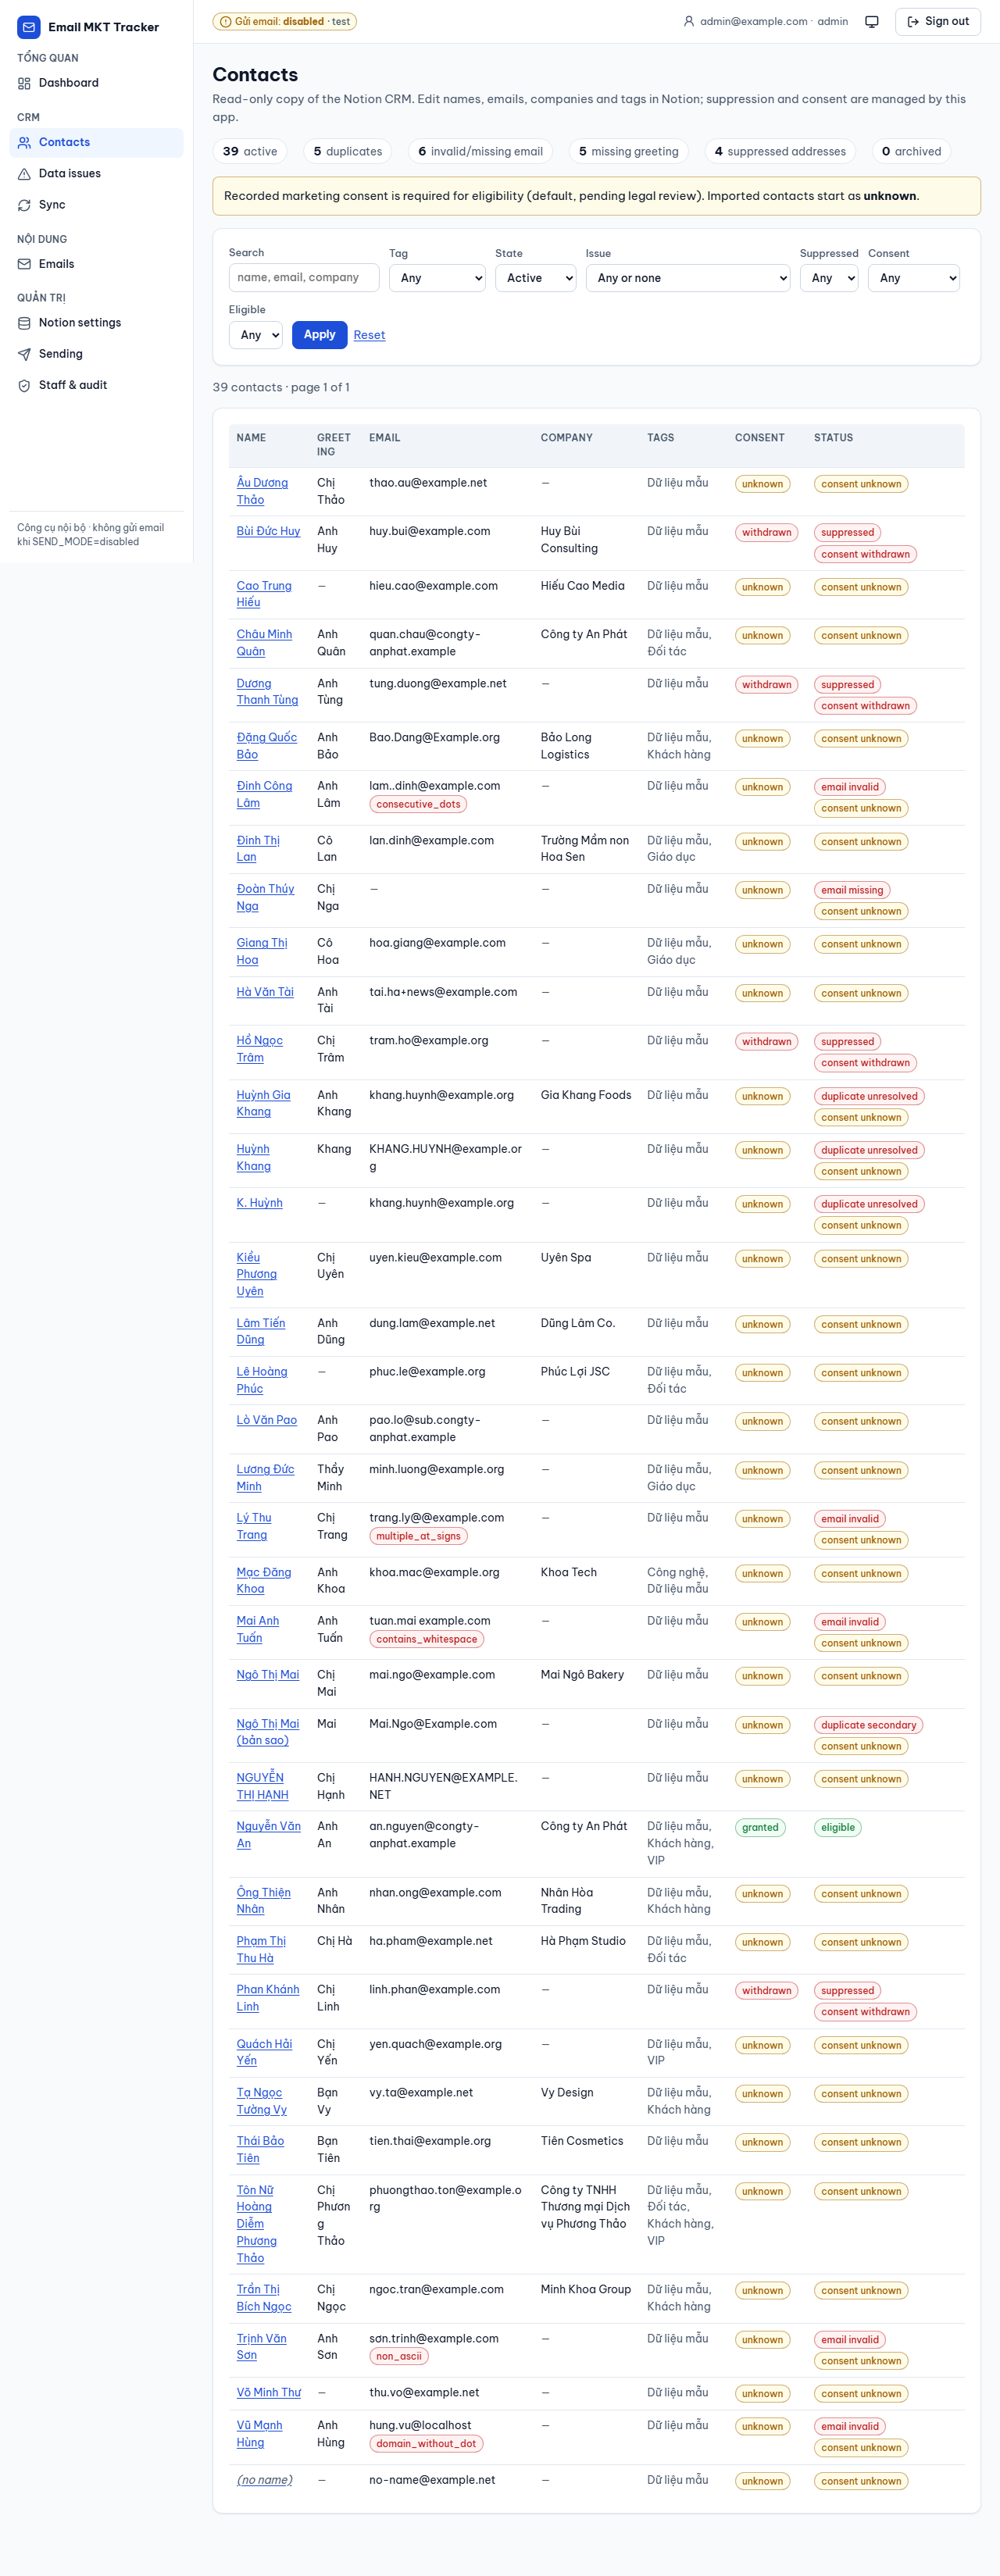 Email MKT Tracker
TỔNG QUAN
Dashboard
CRM
Contacts
Data issues
Sync
NỘI DUNG
Emails
QUẢN TRỊ
Notion settings
Sending
Staff & audit
Công cụ nội bộ · không gửi email
khi SEND_MODE=disabled
Gửi email: disabled · test
admin@example.com · admin
Sign out
Contacts
Read-only copy of the Notion CRM. Edit names, emails, companies and tags in Notion; suppression and consent are managed by this
app.
39 active
5 duplicates
6 invalid/missing email
5 missing greeting
4 suppressed addresses
0 archived
Recorded marketing consent is required for eligibility (default, pending legal review). Imported contacts start as unknown.
Search Tag State Issue Suppressed Consent
name, email, company Any Active Any or none Any Any
Eligible
Any Apply Reset
39 contacts · page 1 of 1
NAME GREET EMAIL COMPANY TAGS CONSENT STATUS
ING
Âu Dương Chị thao.au@example.net — Dữ liệu mẫu unknown consent unknown
Thảo Thảo
Bùi Đức Huy Anh huy.bui@example.com Huy Bùi Dữ liệu mẫu withdrawn suppressed
Huy Consulting consent withdrawn
Cao Trung — hieu.cao@example.com Hiếu Cao Media Dữ liệu mẫu unknown consent unknown
Hiếu
Châu Minh Anh quan.chau@congty- Công ty An Phát Dữ liệu mẫu, unknown consent unknown
Quân Quân anphat.example Đối tác
Dương Anh tung.duong@example.net — Dữ liệu mẫu withdrawn suppressed
Thanh Tùng Tùng consent withdrawn
Đặng Quốc Anh Bao.Dang@Example.org Bảo Long Dữ liệu mẫu, unknown consent unknown
Bảo Bảo Logistics Khách hàng
Đinh Công Anh lam..dinh@example.com — Dữ liệu mẫu unknown email invalid
Lâm Lâm consecutive_dots consent unknown
Đinh Thị Cô lan.dinh@example.com Trường Mầm non Dữ liệu mẫu, unknown consent unknown
Lan Lan Hoa Sen Giáo dục
Đoàn Thúy Chị — — Dữ liệu mẫu unknown email missing
Nga Nga consent unknown
Giang Thị Cô hoa.giang@example.com — Dữ liệu mẫu, unknown consent unknown
Hoa Hoa Giáo dục
Hà Văn Tài Anh tai.ha+news@example.com — Dữ liệu mẫu unknown consent unknown
Tài
Hồ Ngọc Chị tram.ho@example.org — Dữ liệu mẫu withdrawn suppressed
Trâm Trâm consent withdrawn
Huỳnh Gia Anh khang.huynh@example.org Gia Khang Foods Dữ liệu mẫu unknown duplicate unresolved
Khang Khang consent unknown
Huỳnh Khang KHANG.HUYNH@example.or — Dữ liệu mẫu unknown duplicate unresolved
Khang g consent unknown
K. Huỳnh — khang.huynh@example.org — Dữ liệu mẫu unknown duplicate unresolved
consent unknown
Kiều Chị uyen.kieu@example.com Uyên Spa Dữ liệu mẫu unknown consent unknown
Phương Uyên
Uyên
Lâm Tiến Anh dung.lam@example.net Dũng Lâm Co. Dữ liệu mẫu unknown consent unknown
Dũng Dũng
Lê Hoàng — phuc.le@example.org Phúc Lợi JSC Dữ liệu mẫu, unknown consent unknown
Phúc Đối tác
Lò Văn Pao Anh pao.lo@sub.congty- — Dữ liệu mẫu unknown consent unknown
Pao anphat.example
Lương Đức Thầy minh.luong@example.org — Dữ liệu mẫu, unknown consent unknown
Minh Minh Giáo dục
Lý Thu Chị trang.ly@@example.com — Dữ liệu mẫu unknown email invalid
Trang Trang multiple_at_signs consent unknown
Mạc Đăng Anh khoa.mac@example.com Khoa Tech Công nghệ, unknown consent unknown
Khoa Khoa Dữ liệu mẫu
Mai Anh Anh tuan.mai example.com — Dữ liệu mẫu unknown email invalid
Tuấn Tuấn contains_whitespace consent unknown
Ngô Thị Mai Chị mai.ngo@example.com Mai Ngô Bakery Dữ liệu mẫu unknown consent unknown
Mai
Ngô Thị Mai Mai Mai.Ngo@Example.com — Dữ liệu mẫu unknown duplicate secondary
(bản sao) consent unknown
NGUYỄN Chị HANH.NGUYEN@EXAMPLE. — Dữ liệu mẫu unknown consent unknown
THỊ HẠNH Hạnh NET
Nguyễn Văn Anh an.nguyen@congty- Công ty An Phát Dữ liệu mẫu, granted eligible
An An anphat.example Khách hàng,
VIP
Ông Thiện Anh nhan.ong@example.com Nhân Hòa Dữ liệu mẫu, unknown consent unknown
Nhân Nhân Trading Khách hàng
Phạm Thị Chị Hà ha.pham@example.net Hà Phạm Studio Dữ liệu mẫu, unknown consent unknown
Thu Hà Đối tác
Phan Khánh Chị linh.phan@example.com — Dữ liệu mẫu withdrawn suppressed
Linh Linh consent withdrawn
Quách Hải Chị yen.quach@example.org — Dữ liệu mẫu, unknown consent unknown
Yến Yến VIP
Tạ Ngọc Bạn vy.ta@example.net Vy Design Dữ liệu mẫu, unknown consent unknown
Tường Vy Vy Khách hàng
Thái Bảo Bạn tien.thai@example.org Tiên Cosmetics Dữ liệu mẫu unknown consent unknown
Tiên Tiên
Tôn Nữ Chị phuongthao.ton@example.o Công ty TNHH Dữ liệu mẫu, unknown consent unknown
Hoàng Phươn rg Thương mại Dịch Đối tác,
Diễm g vụ Phương Thảo Khách hàng,
Phương Thảo VIP
Thảo
Trần Thị Chị ngoc.tran@example.com Minh Khoa Group Dữ liệu mẫu, unknown consent unknown
Bích Ngọc Ngọc Khách hàng
Trịnh Văn Anh sơn.trinh@example.com — Dữ liệu mẫu unknown email invalid
Sơn Sơn non_ascii consent unknown
Võ Minh Thư — thu.vo@example.net — Dữ liệu mẫu unknown consent unknown
Vũ Mạnh Anh hung.vu@localhost — Dữ liệu mẫu unknown email invalid
Hùng Hùng domain_without_dot consent unknown
(no name) — no-name@example.net — Dữ liệu mẫu unknown consent unknown